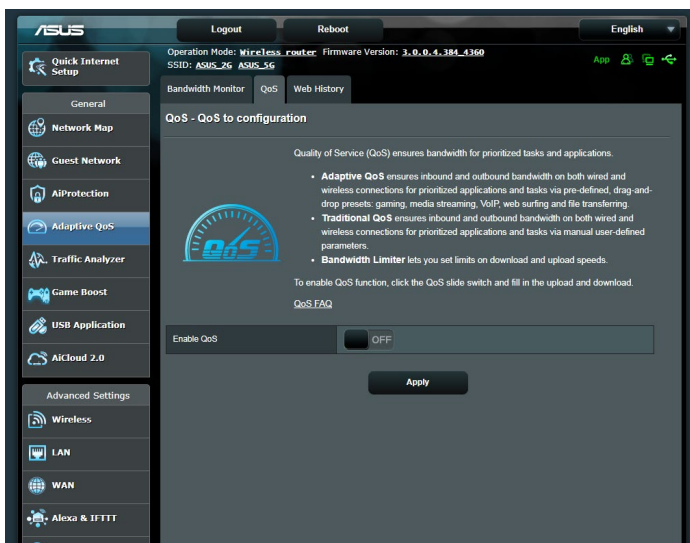 ASUS
Logout
Reboot
English
Quick Internet
Setup
Operation Mode: Wireless router Firmware Version: 3.0.0.4.384_4360
SSID: ASUS_2G ASUS_5G
App
General
Network Map
Guest Network
AiProtection
Adaptive QoS
Traffic Analyzer
Game Boost
USB Application
AiCloud 2.0
Advanced Settings
Wireless
LAN
WAN
Alexa & IFTTT
Bandwidth Monitor
QoS
Web History
QoS - QoS to configuration
Quality of Service (QoS) ensures bandwidth for prioritized tasks and applications.
• Adaptive QoS ensures inbound and outbound bandwidth on both wired and
wireless connections for prioritized applications and tasks via pre-defined, drag-and-
drop presets: gaming, media streaming, VoIP, web surfing and file transferring.
• Traditional QoS ensures inbound and outbound bandwidth on both wired and
wireless connections for prioritized applications and tasks via manual user-defined
parameters.
• Bandwidth Limiter lets you set limits on download and upload speeds.
QoS
To enable QoS function, click the QoS slide switch and fill in the upload and download.
QoS FAQ
Enable QoS
OFF
Apply